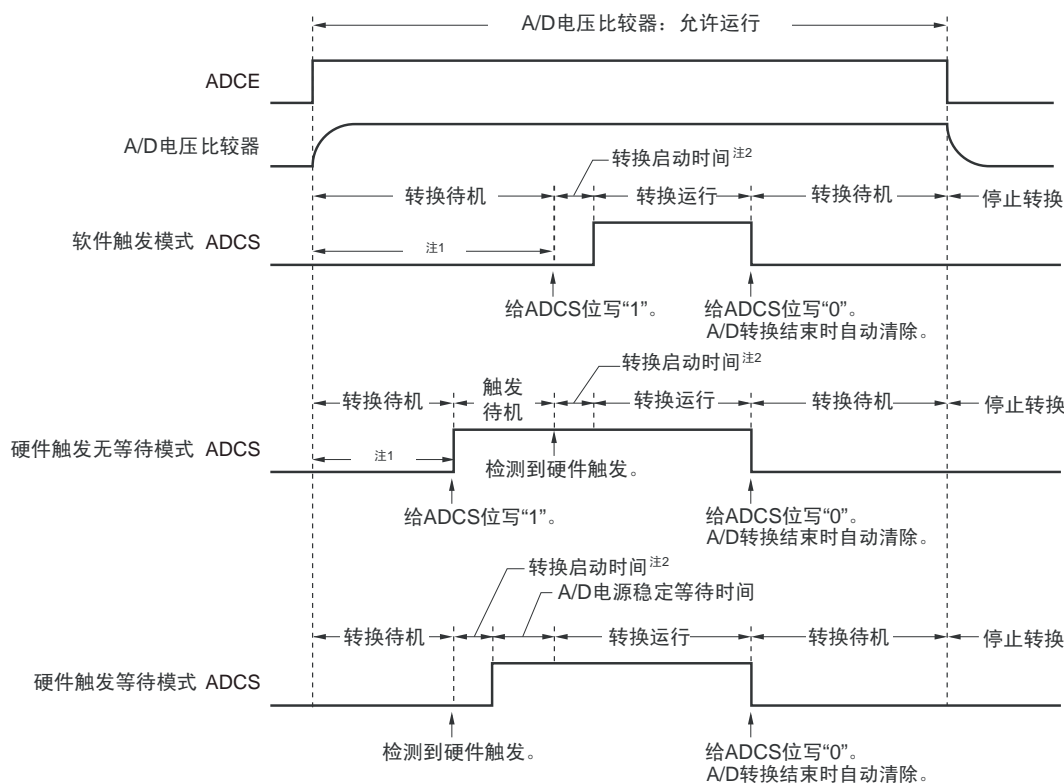 A/D电压比较器：允许运行
ADCE
A/D电压比较器
转换启动时间注2
转换待机
转换运行
转换待机
停止转换
软件触发模式 ADCS
注1
给ADCS位写“1”。
给ADCS位写“0”。
A/D转换结束时自动清除。
转换启动时间注2
转换待机
触发
待机
转换运行
转换待机
停止转换
硬件触发无等待模式 ADCS
注1
检测到硬件触发。
给ADCS位写“1”。
给ADCS位写“0”。
A/D转换结束时自动清除。
转换启动时间注2
A/D电源稳定等待时间
转换待机
转换运行
转换待机
停止转换
硬件触发等待模式 ADCS
检测到硬件触发。
给ADCS位写“0”。
A/D转换结束时自动清除。